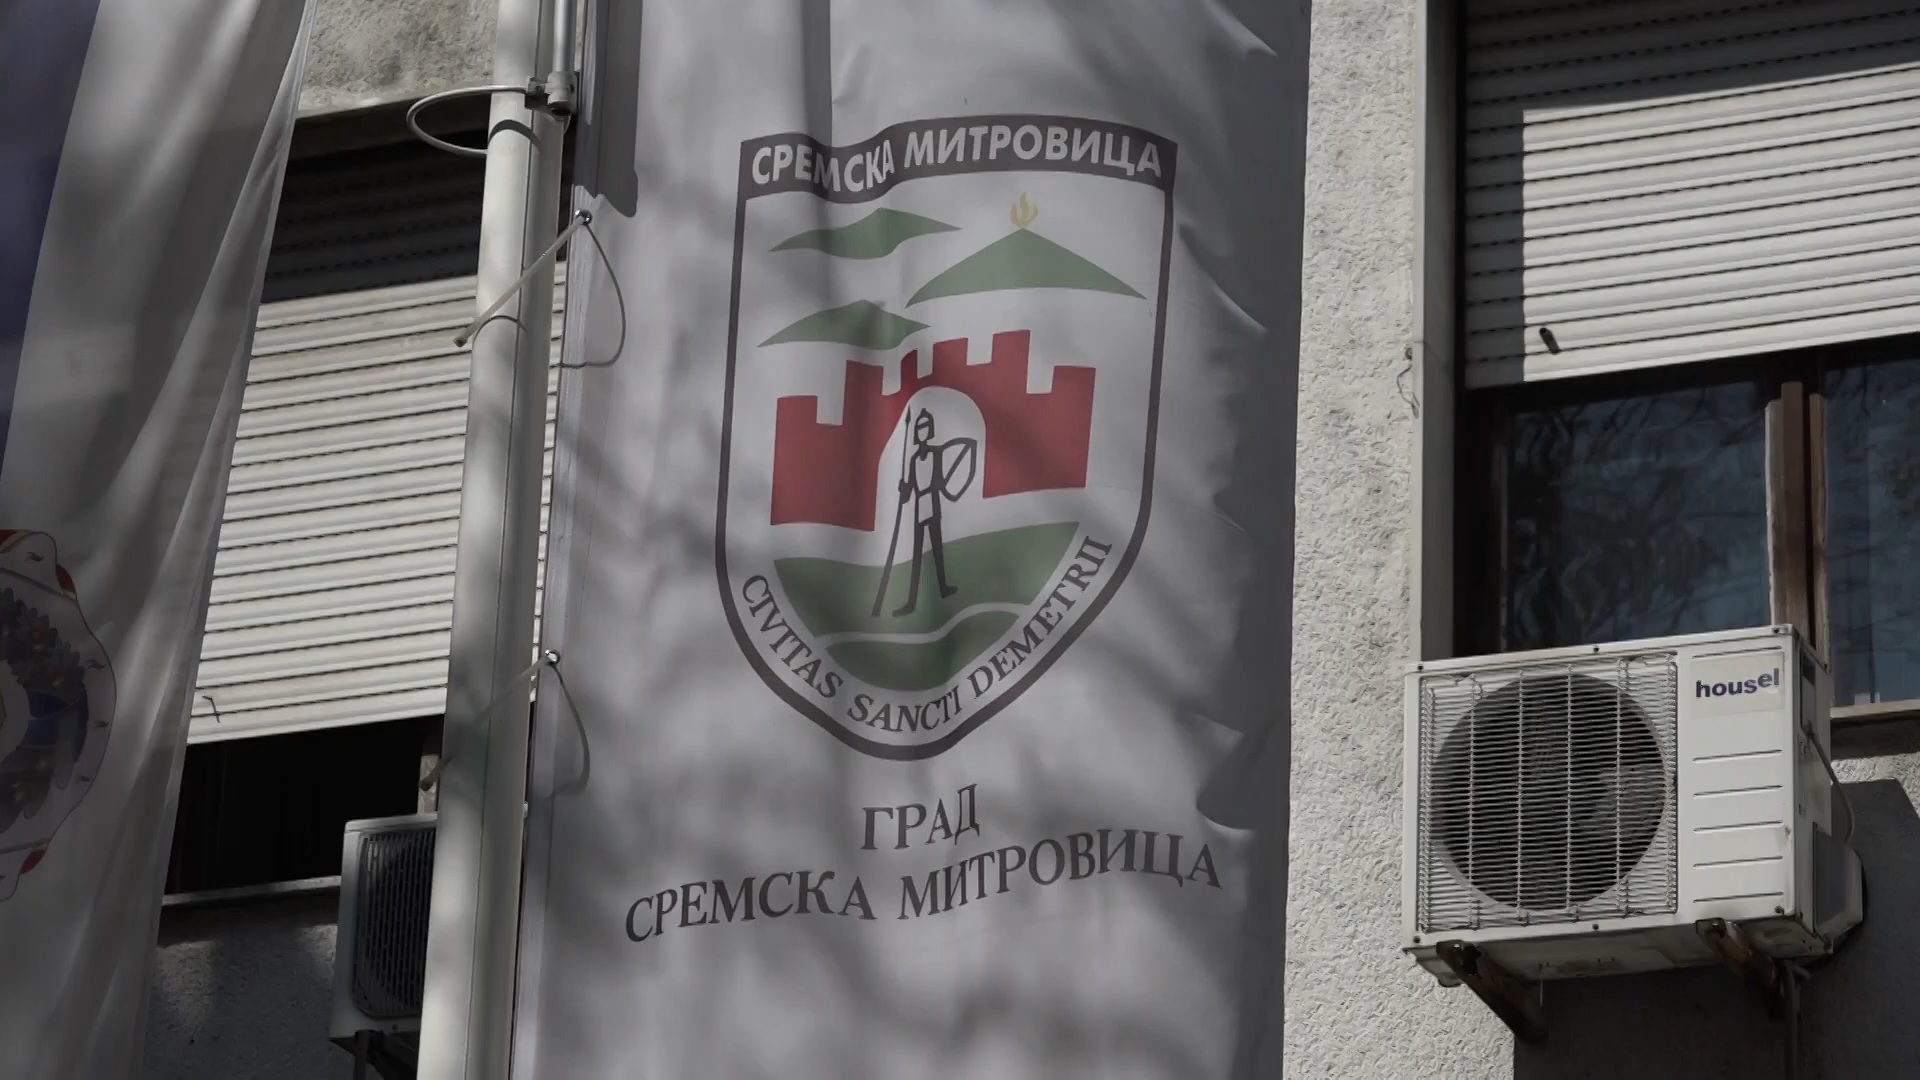 СРЕМСКА МИТРОВИЦА
CIVITAS SANCTI DEMETRII
ГРАД
СРЕМСКА МИТРОВИЦА
housel